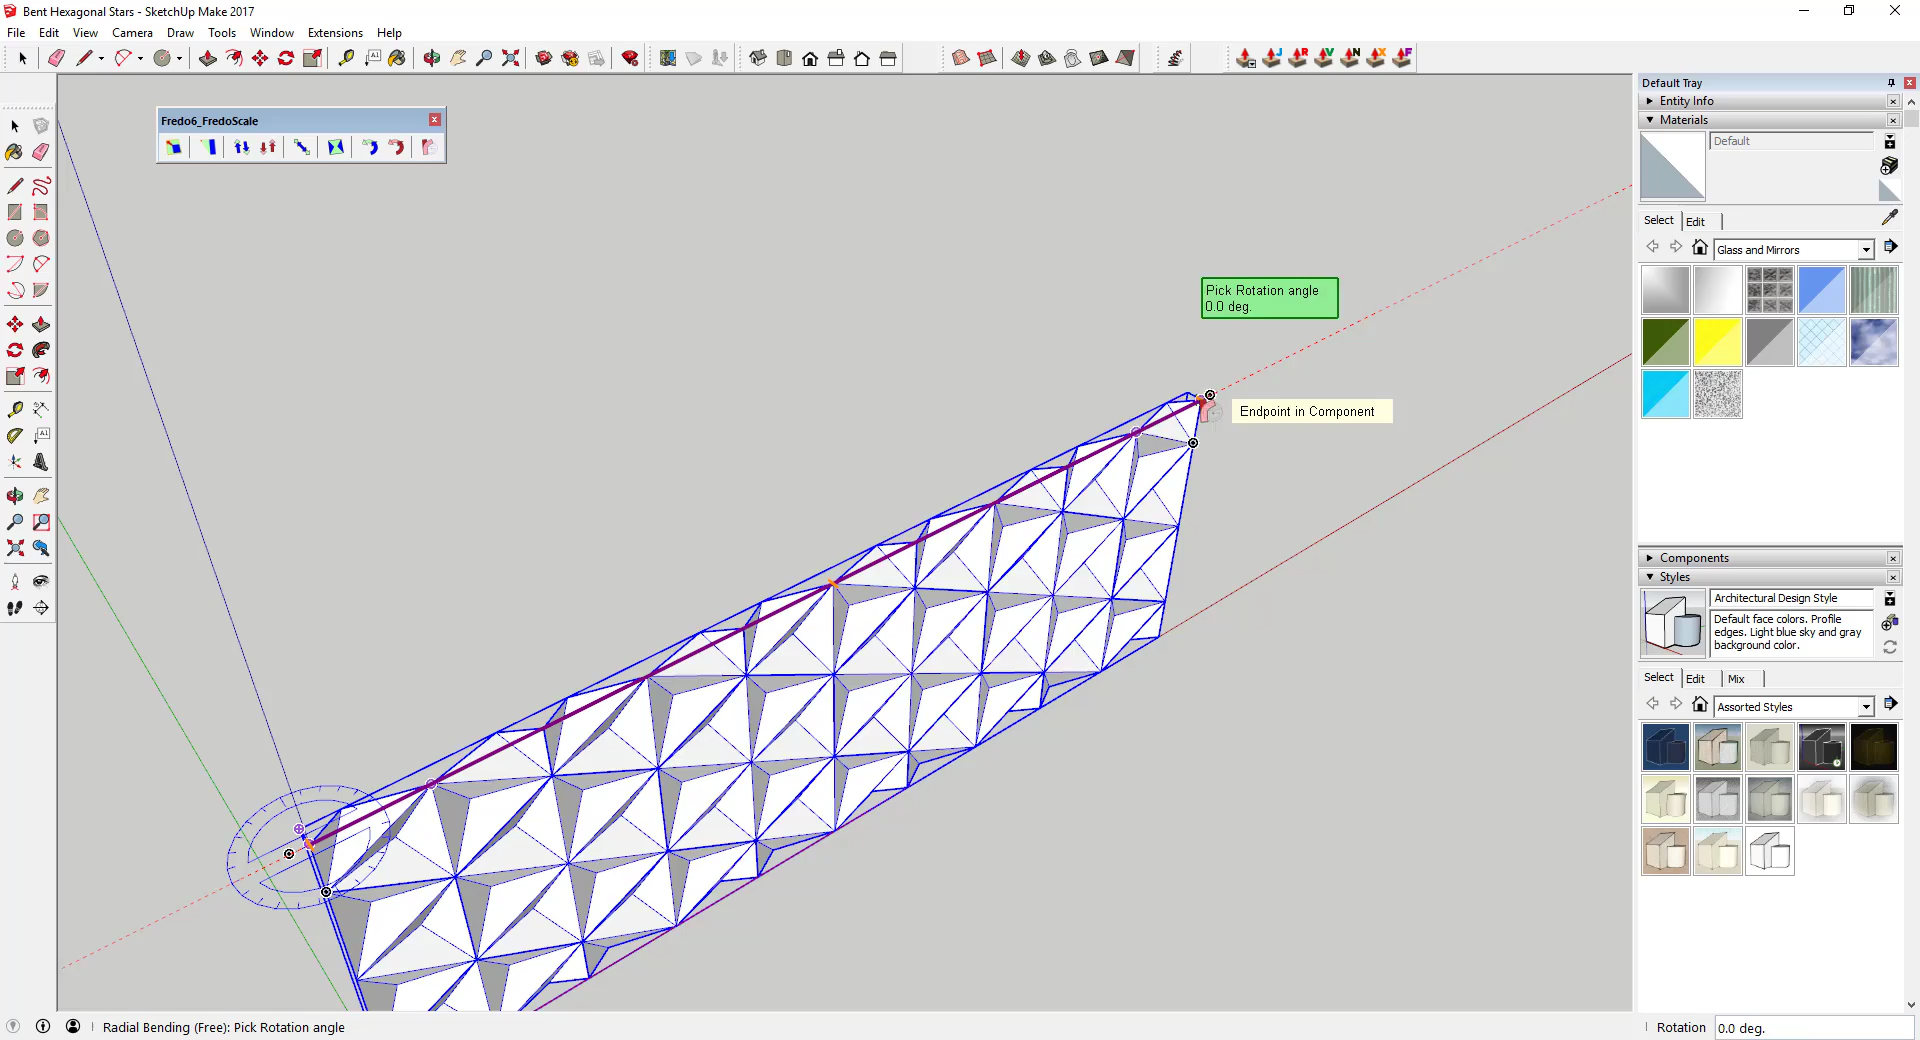 Bent Hexagonal Stars - SketchUp Make 2017
File Edit View Camera Draw Tools Window Extensions Help
J R V N X F
Default Tray
Entity Info
Materials
Default
Select Edit
Glass and Mirrors
Fredo6_FredoScale
Pick Rotation angle
0.0 deg.
Endpoint in Component
Components
Styles
Architectural Design Style
Default face colors. Profile
edges. Light blue sky and gray
background color.
Select Edit Mix
Assorted Styles
Radial Bending (Free): Pick Rotation angle
Rotation 0.0 deg.